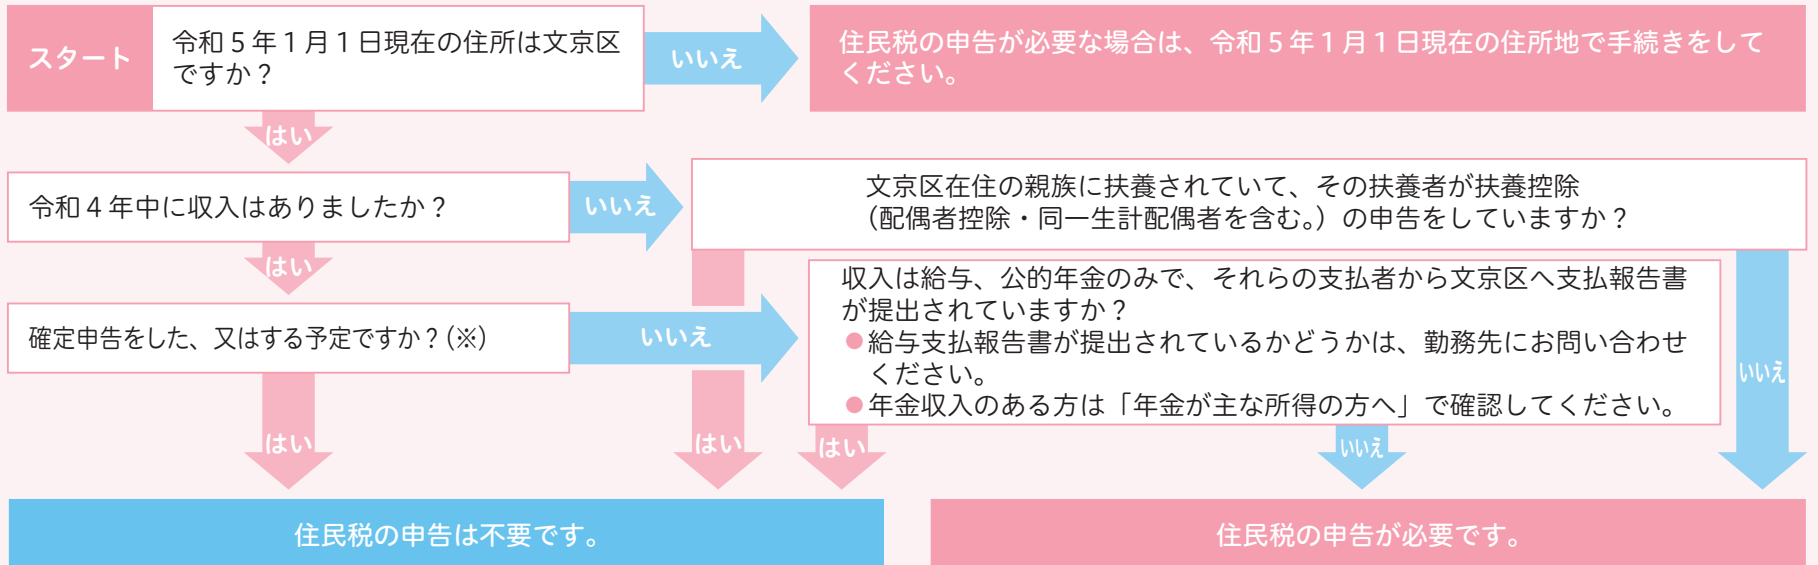 スタート
令和５年１月１日現在の住所は文京区
ですか？
いいえ
住民税の申告が必要な場合は、令和５年１月１日現在の住所地で手続きをして
ください。
はい
令和４年中に収入はありましたか？
いいえ
文京区在住の親族に扶養されていて、その扶養者が扶養控除
（配偶者控除・同一生計配偶者を含む。）の申告をしていますか？
はい
確定申告をした、又はする予定ですか？(※)
いいえ
収入は給与、公的年金のみで、それらの支払者から文京区へ支払報告書
が提出されていますか？
●給与支払報告書が提出されているかどうかは、勤務先にお問い合わせ
ください。
●年金収入のある方は「年金が主な所得の方へ」で確認してください。
いいえ
はい
はい
はい
いいえ
住民税の申告は不要です。
住民税の申告が必要です。